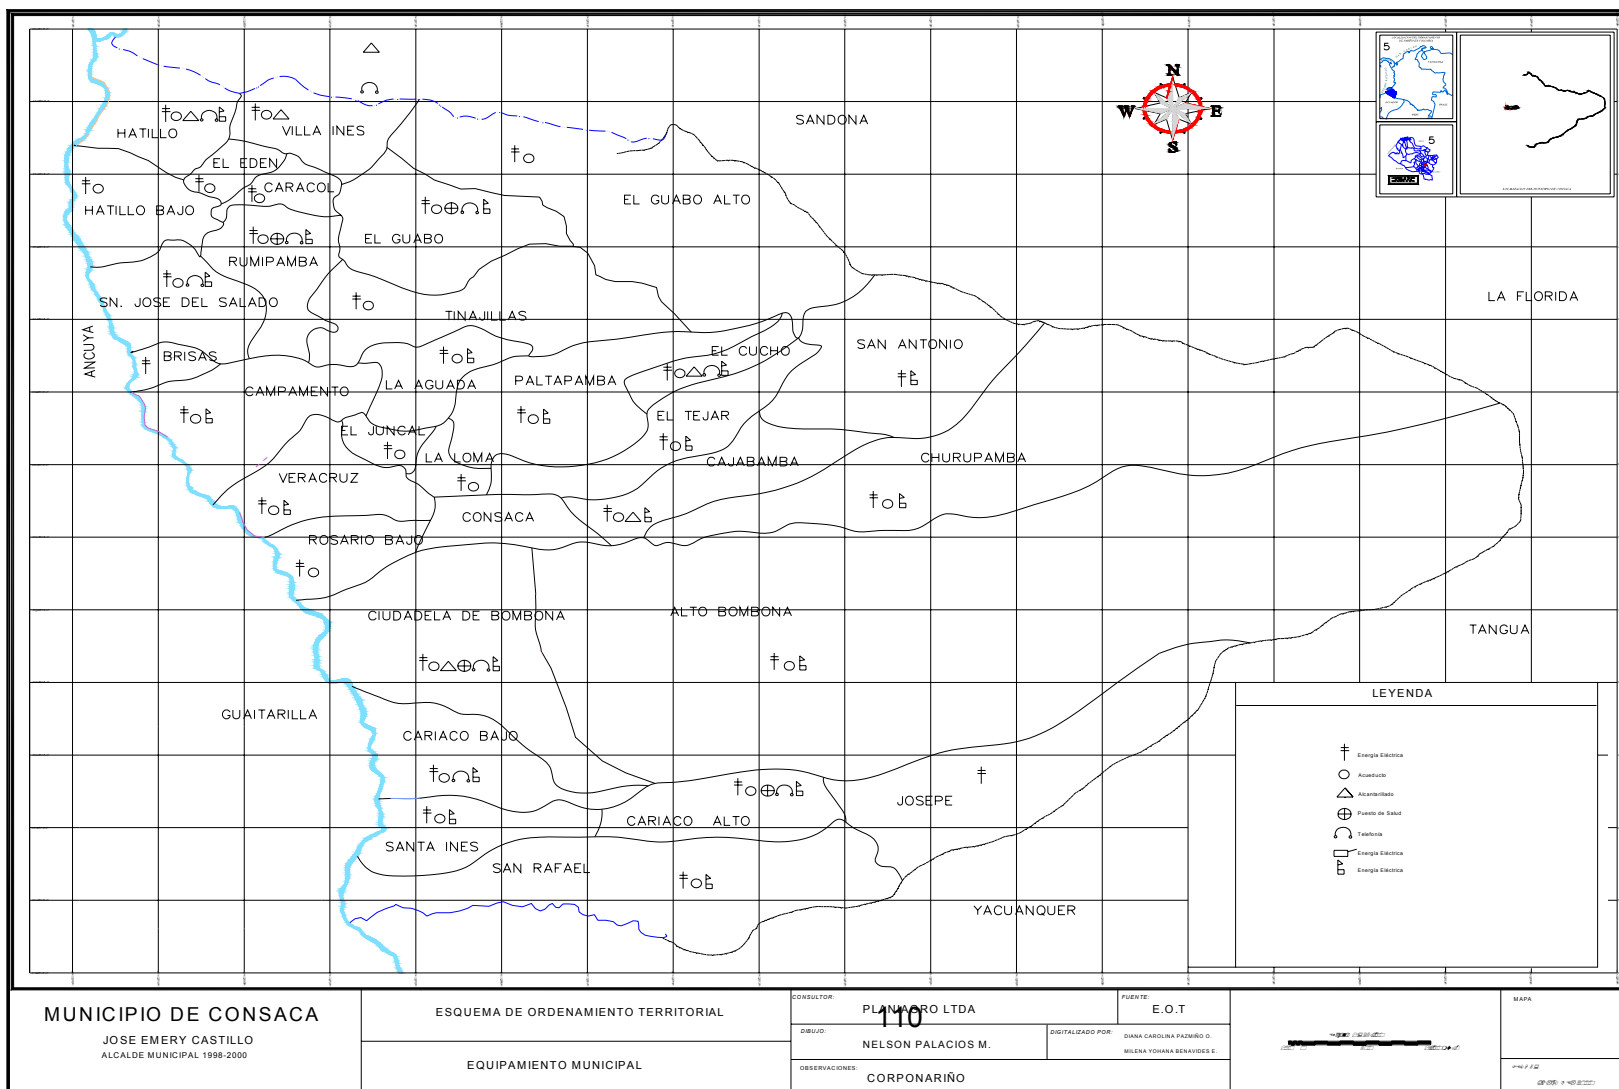 SANDONA
N
W
E
S
5
5
HATILLO
VILLA INES
EL EDEN
CARACOL
HATILLO BAJO
EL GUABO ALTO
EL GUABO
RUMIPAMBA
SN. JOSE DEL SALADO
LA FLORIDA
TINAJILLAS
ANCUYA
BRISAS
EL CUCHO
SAN ANTONIO
CAMPAMENTO
LA AGUADA
PALTAPAMBA
EL TEJAR
EL JUNCAL
LA LOMA
CAJABAMBA
CHURUPAMBA
VERACRUZ
CONSACA
ROSARIO BAJO
CIUDADELA DE BOMBONA
ALTO BOMBONA
TANGUA
GUAITARILLA
CARIACO BAJO
JOSEPE
CARIACO ALTO
SANTA INES
SAN RAFAEL
YACUANQUER
LEYENDA
Energía Eléctrica
Acueducto
Alcantarillado
Puesto de Salud
Telefonía
Energía Eléctrica
Energía Eléctrica
MUNICIPIO DE CONSACA
JOSE EMERY CASTILLO
ALCALDE MUNICIPAL 1998-2000
ESQUEMA DE ORDENAMIENTO TERRITORIAL
EQUIPAMIENTO MUNICIPAL
CONSULTOR:
PLANIAGRO LTDA
110
FUENTE:
E.O.T
DIBUJO:
NELSON PALACIOS M.
DIGITALIZADO POR:
DIANA CAROLINA PAZMIÑO O.
MILENA YOHANA BENAVIDES E.
OBSERVACIONES:
CORPONARIÑO
MAPA